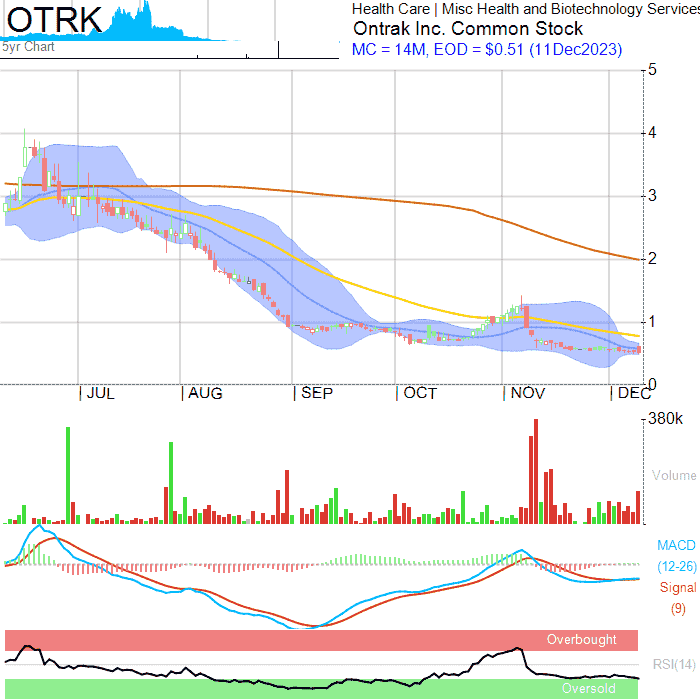 OTRK
5yr Chart
Health Care | Misc Health and Biotechnology Services
Ontrak Inc. Common Stock
MC = 14M, EOD = $0.51 (11Dec2023)
5
4
3
2
1
0
| JUL | AUG | SEP | OCT | NOV | DEC
380k
Volume
MACD
(12-26)
Signal
(9)
Overbought
RSI(14)
Oversold